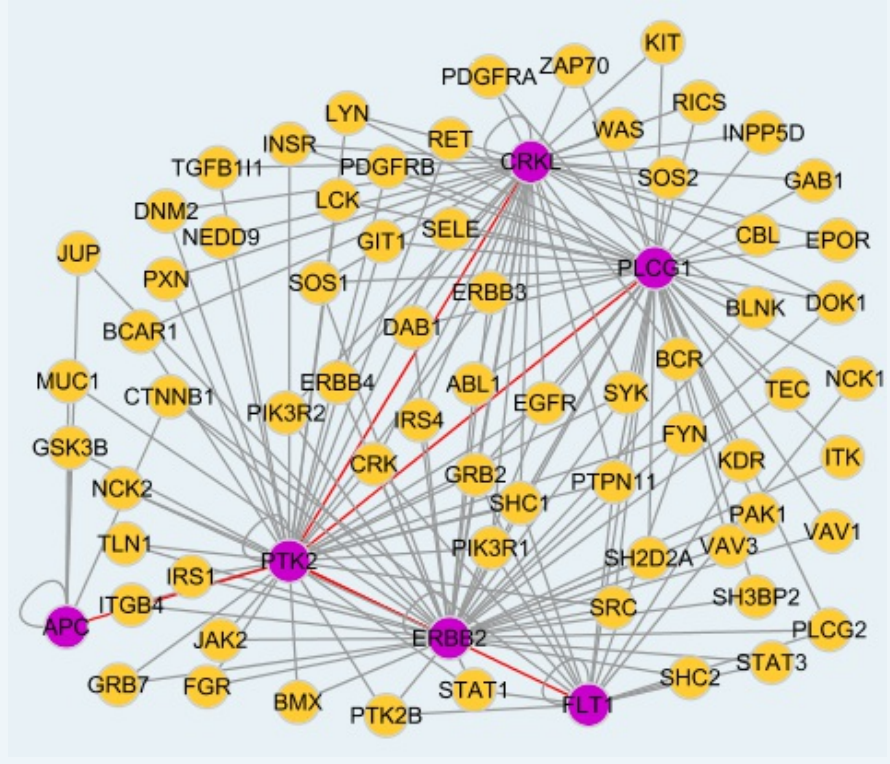 KIT
ZAP70
PDGFRA
RICS
LYN
WAS
INPP5D
RET
INSR
CRKL
TGFB1I1
PDGFRB
SOS2
GAB1
LCK
DNM2
NEDD9
SELE
CBL
EPOR
GIT1
JUP
PLCG1
PXN
SOS1
ERBB3
DOK1
BLNK
BCAR1
DAB1
BCR
MUC1
ERBB4
ABL1
NCK1
CTNNB1
SYK
TEC
EGFR
PIK3R2
IRS4
FYN
GSK3B
ITK
CRK
KDR
GRB2
NCK2
PTPN11
SHC1
PAK1
VAV1
TLN1
PIK3R1
VAV3
PTK2
SH2D2A
IRS1
SH3BP2
ITGB4
SRC
APC
PLCG2
JAK2
ERBB2
STAT3
SHC2
GRB7
FGR
STAT1
BMX
FLT1
PTK2B